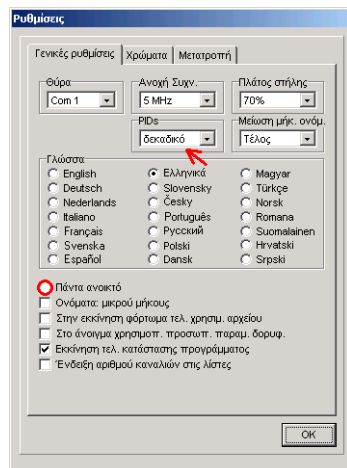 Ρυθμίσεις
Γενικές ρυθμίσεις Χρώματα Μετατροπή
Θύρα Ανοχή Συχν. Πλάτος στήλης
Com 1 5 MHz 70%
PIDs Μείωση μήκ. ονόμ.
δεκαδικό Τέλος
Γλώσσα
English Ελληνικά Magyar
Deutsch Slovensky Türkçe
Nederlands Česky Norsk
Italiano Português Romana
Français Русский Suomalainen
Svenska Polski Hrvatski
Español Dansk Srpski
Πάντα ανοικτό
Ονόματα: μικρού μήκους
Στην εκκίνηση φόρτωμα τελ. χρησιμ. αρχείου
Στο άνοιγμα χρησιμοπ. προσωπ. παραμ. δορυφ.
Εκκίνηση τελ. κατάστασης προγράμματος
Ένδειξη αριθμού καναλιών στις λίστες
OK